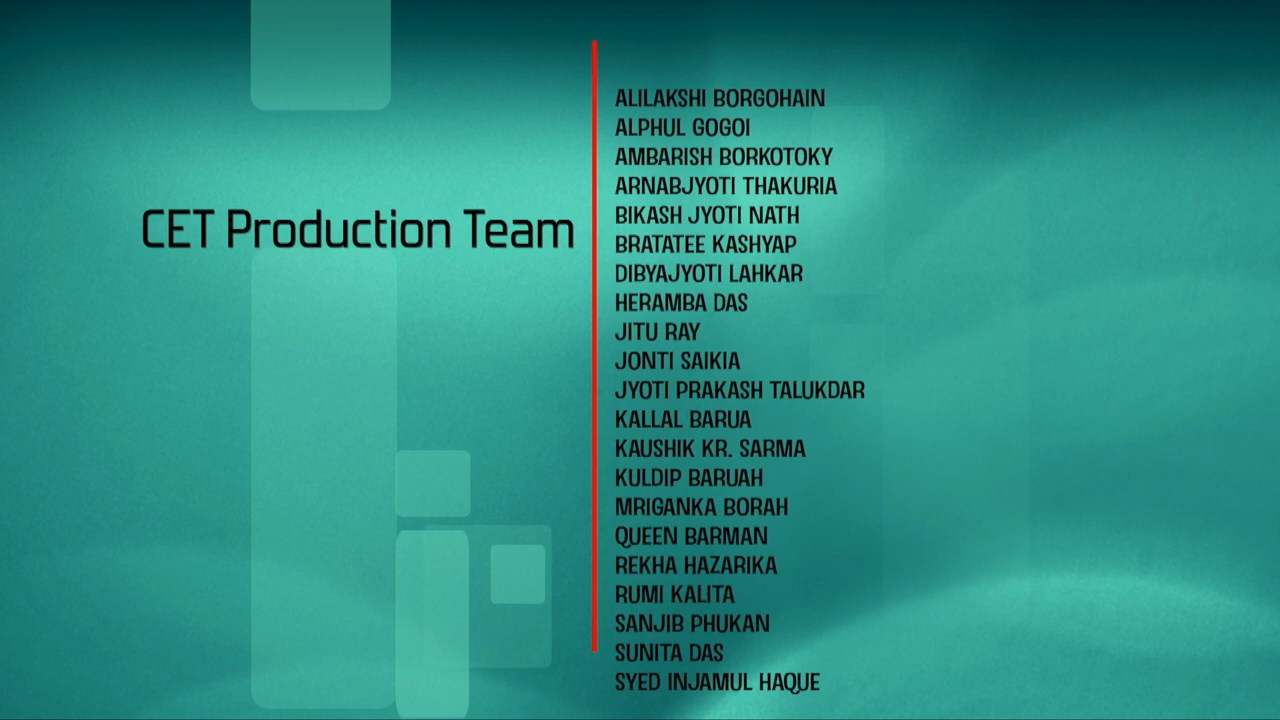 CET Production Team
ALILAKSHI BORGOHAIN
ALPHUL GOGOI
AMBARISH BORKOTOKY
ARNABJYOTI THAKURIA
BIKASH JYOTI NATH
BRATATEE KASHYAP
DIBYAJYOTI LAHKAR
HERAMBA DAS
JITU RAY
JONTI SAIKIA
JYOTI PRAKASH TALUKDAR
KALLAL BARUA
KAUSHIK KR. SARMA
KULDIP BARUAH
MRIGANKA BORAH
QUEEN BARMAN
REKHA HAZARIKA
RUMI KALITA
SANJIB PHUKAN
SUNITA DAS
SYED INJAMUL HAQUE